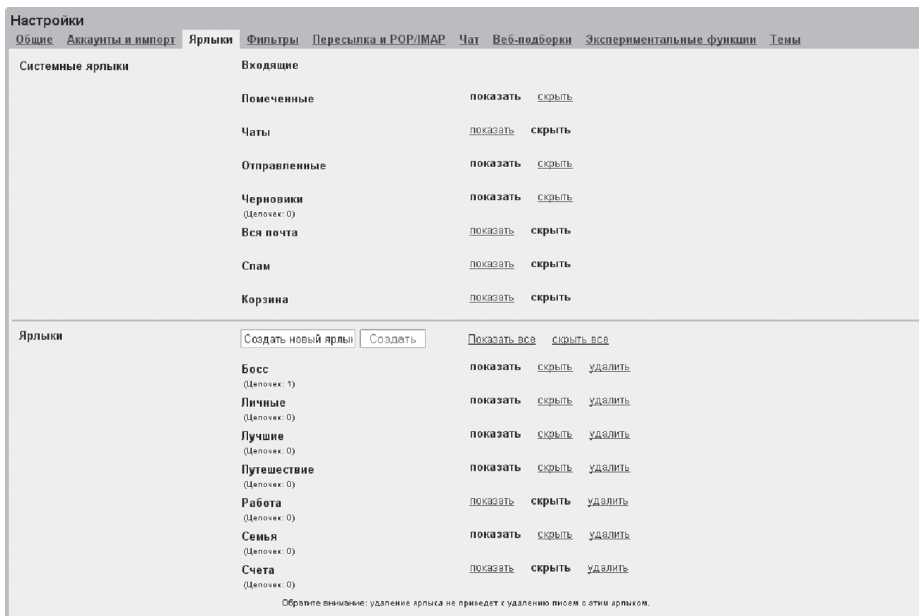 Настройки
Общие Аккаунты и импорт Ярлыки Фильтры Пересылка и POP/IMAP Чат Веб-подборки Экспериментальные функции Темы
Системные ярлыки Входящие
Помеченные показать скрыть
Чаты показать скрыть
Отправленные показать скрыть
Черновики показать скрыть
(Цепочек: 0)
Вся почта показать скрыть
Спам показать скрыть
Корзина показать скрыть
Ярлыки Создать новый ярлы Создать Показать все скрыть все
Босс показать скрыть удалить
(Цепочек: 1)
Личные показать скрыть удалить
(Цепочек: 0)
Лучшие показать скрыть удалить
(Цепочек: 0)
Путешествие показать скрыть удалить
(Цепочек: 0)
Работа показать скрыть удалить
(Цепочек: 0)
Семья показать скрыть удалить
(Цепочек: 0)
Счета показать скрыть удалить
(Цепочек: 0)
Обратите внимание: удаление ярлыка не приведет к удалению писем с этим ярлыком.